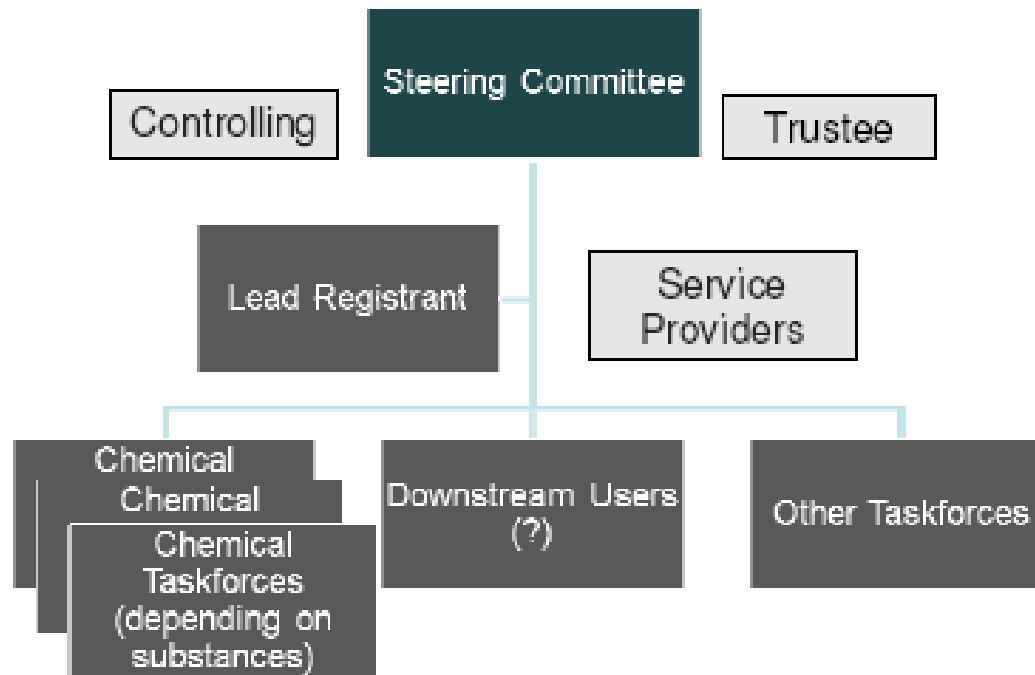 Steering Committee
Controlling
Trustee
Lead Registrant
Service
Providers
Chemical
Chemical
Chemical
Taskforces
(depending on
substances)
Downstream Users
(?)
Other Taskforces